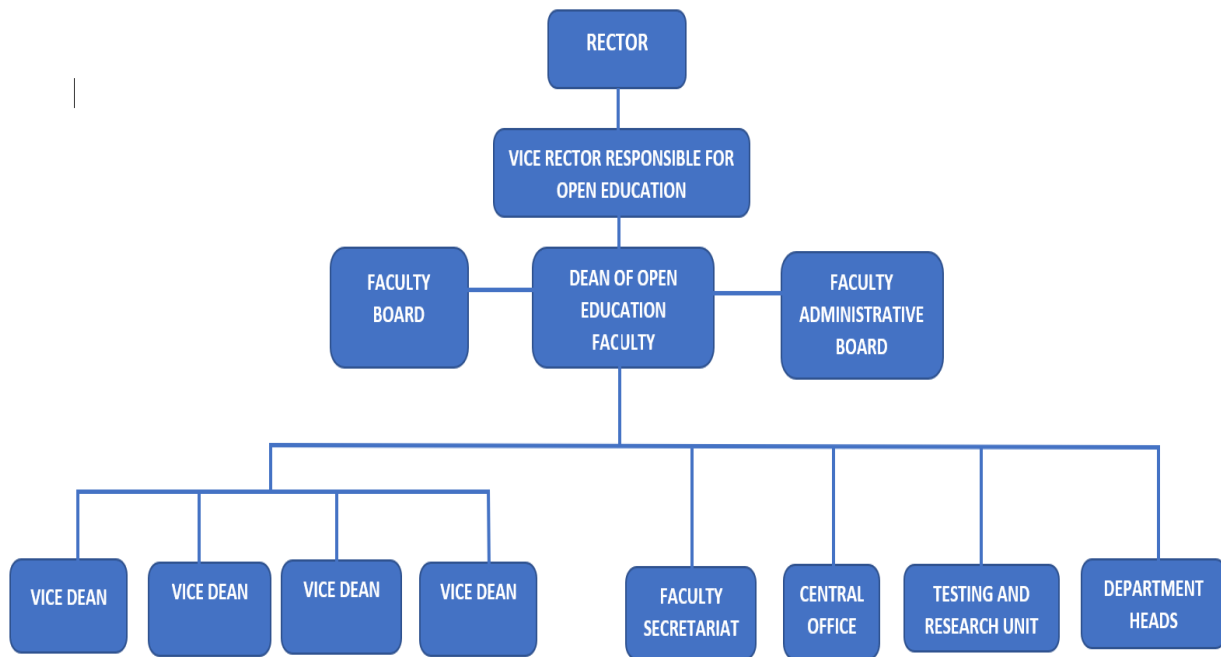 RECTOR
VICE RECTOR RESPONSIBLE FOR
OPEN EDUCATION
FACULTY
BOARD
DEAN OF OPEN
EDUCATION
FACULTY
FACULTY
ADMINISTRATIVE
BOARD
VICE DEAN
VICE DEAN
VICE DEAN
VICE DEAN
FACULTY
SECRETARIAT
CENTRAL
OFFICE
TESTING AND
RESEARCH UNIT
DEPARTMENT
HEADS